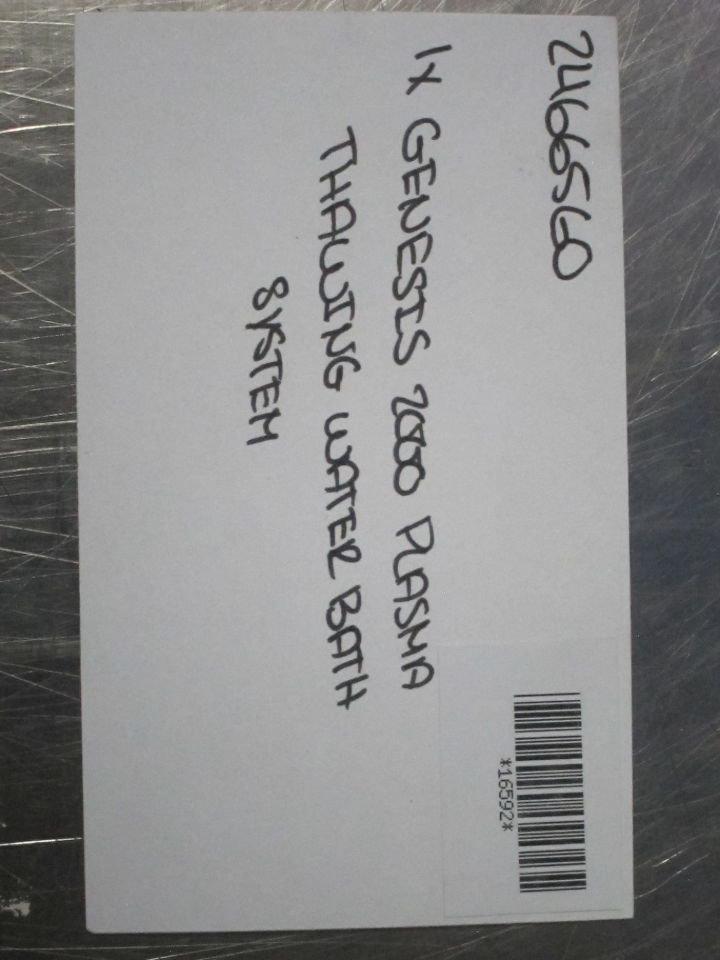 2466560
1x GENESIS 2000 PLASMA
THAWING WATER BATH
SYSTEM
*16592*